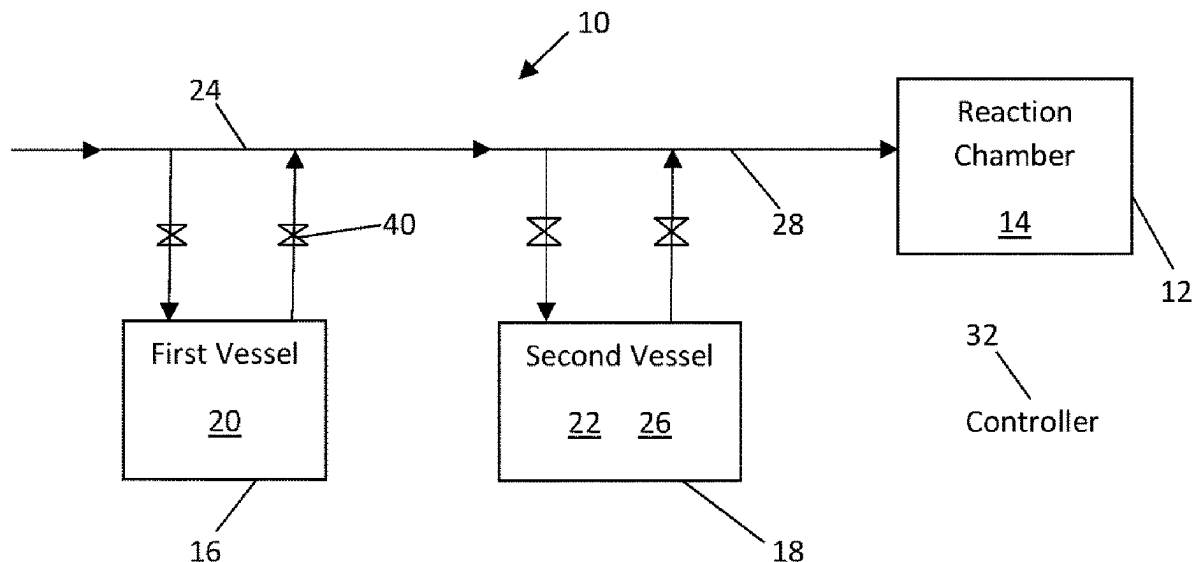 10
24
Reaction
Chamber
14
40
28
12
First Vessel
20
Second Vessel
22 26
32
Controller
16
18